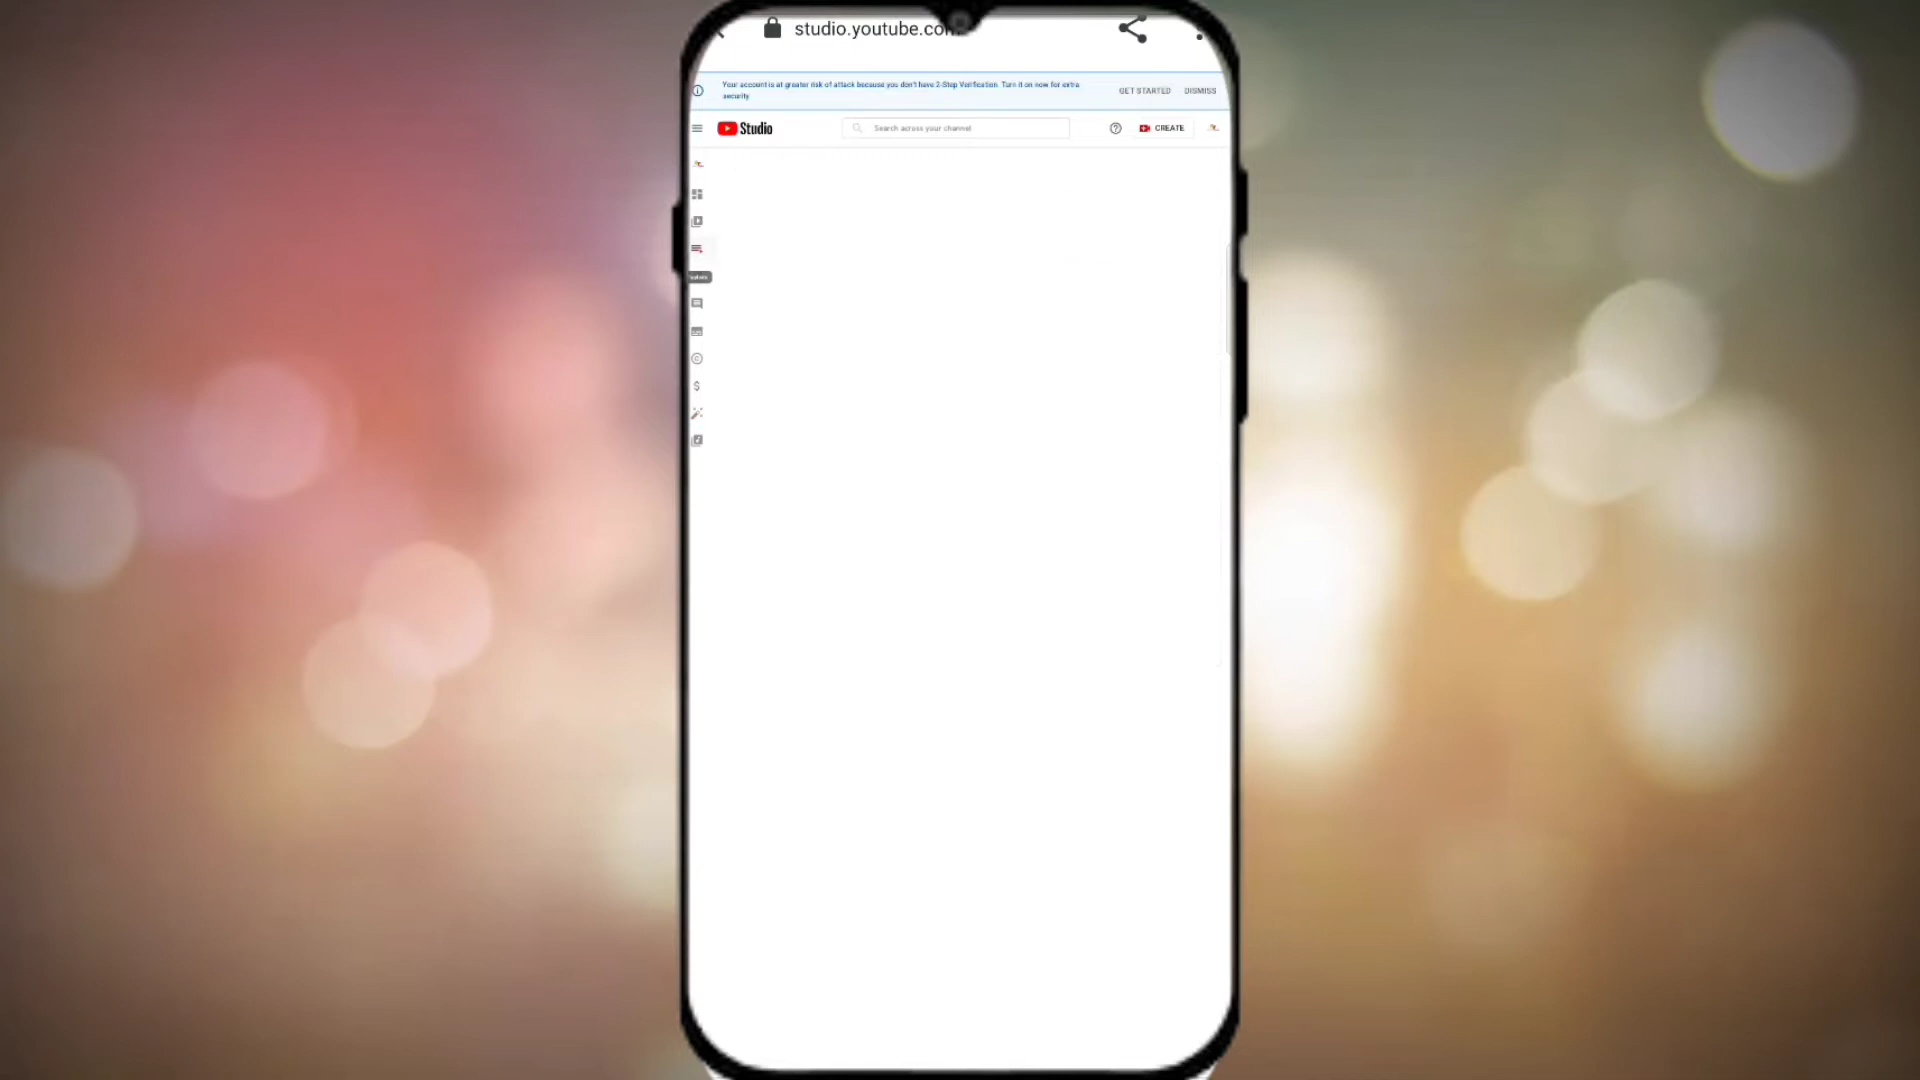 studio.youtube.co
Your account is at greater risk of attack because you don't have 2-Step Verification. Turn it on now for extra
security
GET STARTED
DISMISS
Studio
Search across your channel
CREATE